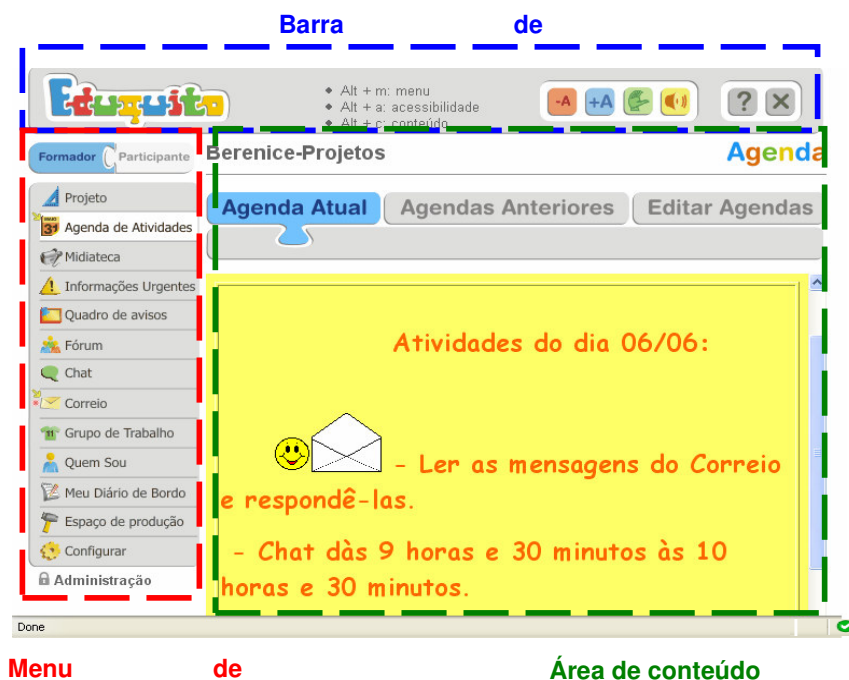 Barra de
Eduquito
Alt + m: menu
Alt + a: acessibilidade
Alt + c: conteúdo
-A +A ? X
Formador Participante
Berenice-Projetos
Agenda
Projeto
Agenda de Atividades
Midiateca
Informações Urgentes
Quadro de avisos
Fórum
Chat
Correio
Grupo de Trabalho
Quem Sou
Meu Diário de Bordo
Espaço de produção
Configurar
Administração
Agenda Atual
Agendas Anteriores
Editar Agendas
Atividades do dia 06/06:
- Ler as mensagens do Correio
e respondê-las.
- Chat dàs 9 horas e 30 minutos às 10
horas e 30 minutos.
Done
Menu de
Área de conteúdo